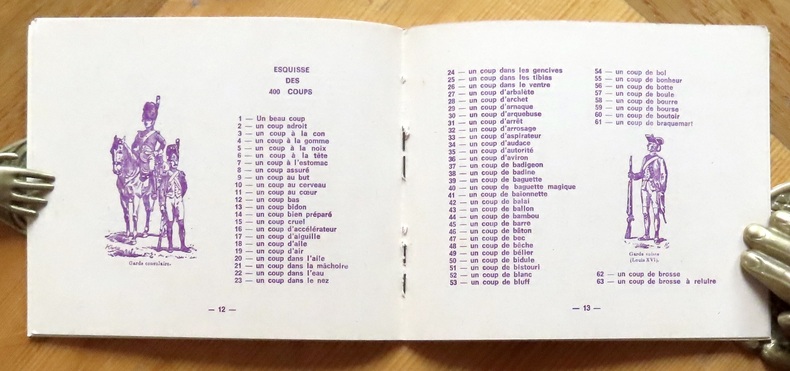 ESQUISSE
DES
400 COUPS
1 — Un beau coup
2 — un coup adroit
3 — un coup à la con
4 — un coup à la gomme
5 — un coup à la noix
6 — un coup à la tête
7 — un coup à l'estomac
8 — un coup assuré
9 — un coup au but
10 — un coup au cerveau
11 — un coup au cœur
12 — un coup bas
13 — un coup bidon
14 — un coup bien préparé
15 — un coup cruel
16 — un coup d'accélérateur
17 — un coup d'aiguille
18 — un coup d'aile
19 — un coup d'air
20 — un coup dans l'aile
21 — un coup dans la mâchoire
22 — un coup dans l'eau
23 — un coup dans le nez
Garde consulaire.
— 12 —
24 — un coup dans les gencives
25 — un coup dans les tibias
26 — un coup dans le ventre
27 — un coup d'arbalète
28 — un coup d'archet
29 — un coup d'arnaque
30 — un coup d'arquebuse
31 — un coup d'arrêt
32 — un coup d'arrosage
33 — un coup d'aspirateur
34 — un coup d'audace
35 — un coup d'autorité
36 — un coup d'aviron
37 — un coup de badigeon
38 — un coup de badine
39 — un coup de baguette
40 — un coup de baguette magique
41 — un coup de baionnette
42 — un coup de balai
43 — un coup de ballon
44 — un coup de bambou
45 — un coup de barre
46 — un coup de bâton
47 — un coup de bec
48 — un coup de bêche
49 — un coup de bélier
50 — un coup de bidule
51 — un coup de bistouri
52 — un coup de blanc
53 — un coup de bluff
54 — un coup de bol
55 — un coup de bonheur
56 — un coup de botte
57 — un coup de boule
58 — un coup de bourre
59 — un coup de bourse
60 — un coup de boutoir
61 — un coup de braquemart
Garde suisse
(Louis XVI).
62 — un coup de brosse
63 — un coup de brosse à reluire
— 13 —